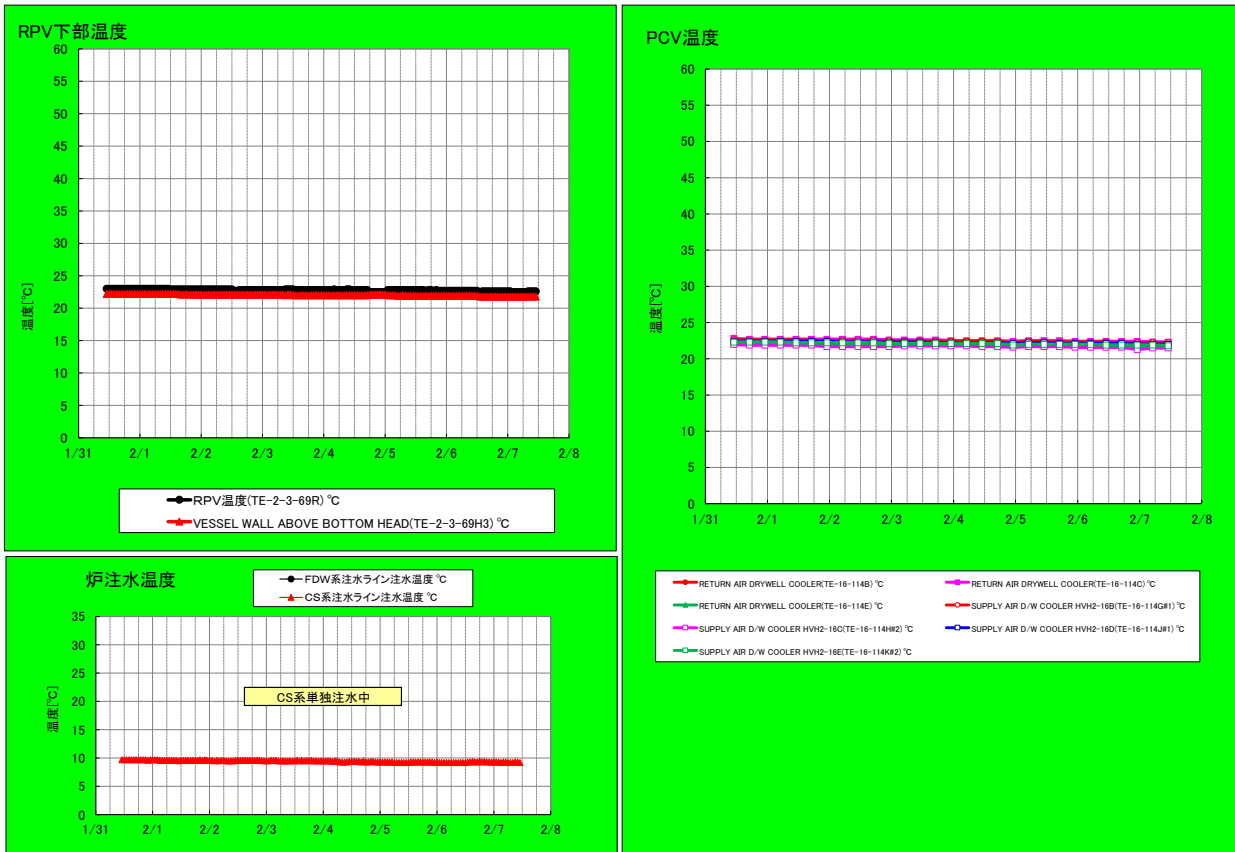 RPV下部温度
60
55
50
45
40
35
30
25
20
15
10
5
0
温度[℃]
1/31 2/1 2/2 2/3 2/4 2/5 2/6 2/7 2/8
RPV温度(TE-2-3-69R) ℃
VESSEL WALL ABOVE BOTTOM HEAD(TE-2-3-69H3) ℃
炉注水温度
FDW系注水ライン注水温度 ℃
CS系注水ライン注水温度 ℃
35
30
25
20
15
10
5
0
温度[℃]
CS系単独注水中
1/31 2/1 2/2 2/3 2/4 2/5 2/6 2/7 2/8
PCV温度
60
55
50
45
40
35
30
25
20
15
10
5
0
温度[℃]
1/31 2/1 2/2 2/3 2/4 2/5 2/6 2/7 2/8
RETURN AIR DRYWELL COOLER(TE-16-114B) ℃
RETURN AIR DRYWELL COOLER(TE-16-114C) ℃
RETURN AIR DRYWELL COOLER(TE-16-114E) ℃
SUPPLY AIR D/W COOLER HVH2-16B(TE-16-114G#1) ℃
SUPPLY AIR D/W COOLER HVH2-16C(TE-16-114H#2) ℃
SUPPLY AIR D/W COOLER HVH2-16D(TE-16-114J#1) ℃
SUPPLY AIR D/W COOLER HVH2-16E(TE-16-114K#2) ℃